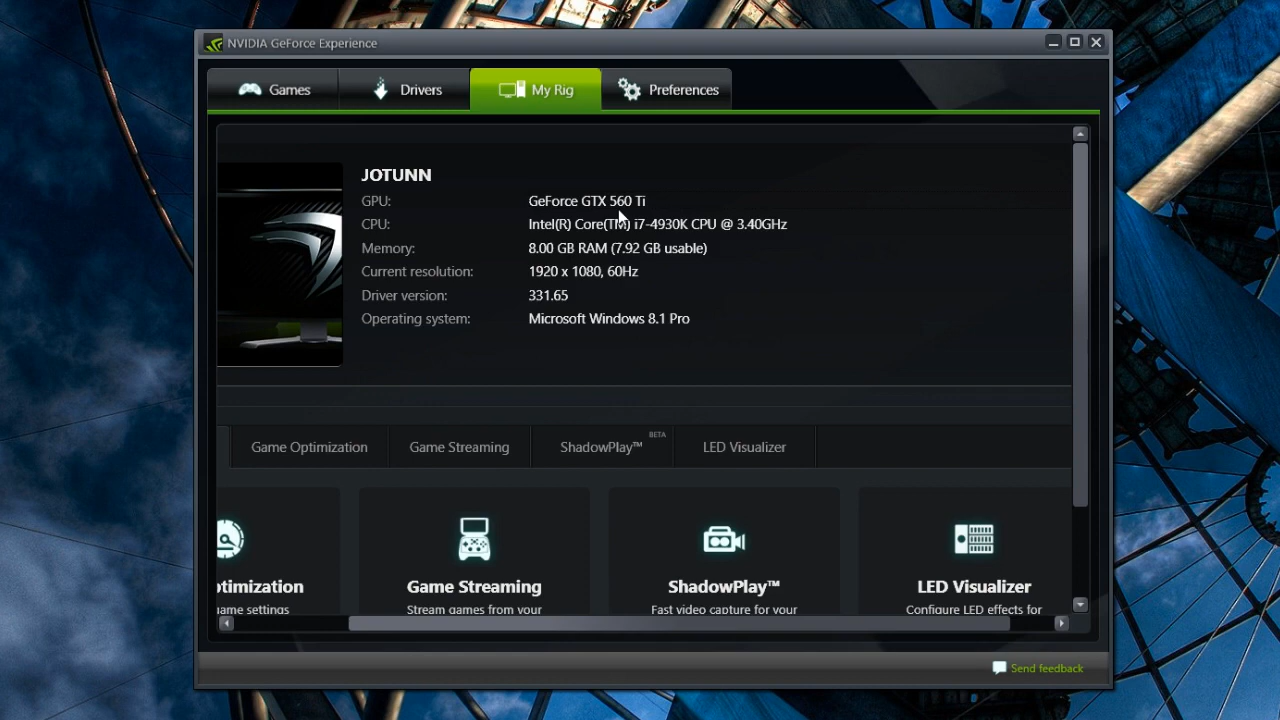 NVIDIA GeForce Experience
Games
Drivers
My Rig
Preferences
JOTUNN
GPU: GeForce GTX 560 Ti
CPU: Intel(R) Core(TM) i7-4930K CPU @ 3.40GHz
Memory: 8.00 GB RAM (7.92 GB usable)
Current resolution: 1920 x 1080, 60Hz
Driver version: 331.65
Operating system: Microsoft Windows 8.1 Pro
Game Optimization
Game Streaming
ShadowPlay™ BETA
LED Visualizer
timization
ame settings
Game Streaming
Stream games from your
ShadowPlay™
Fast video capture for your
LED Visualizer
Configure LED effects for
Send feedback